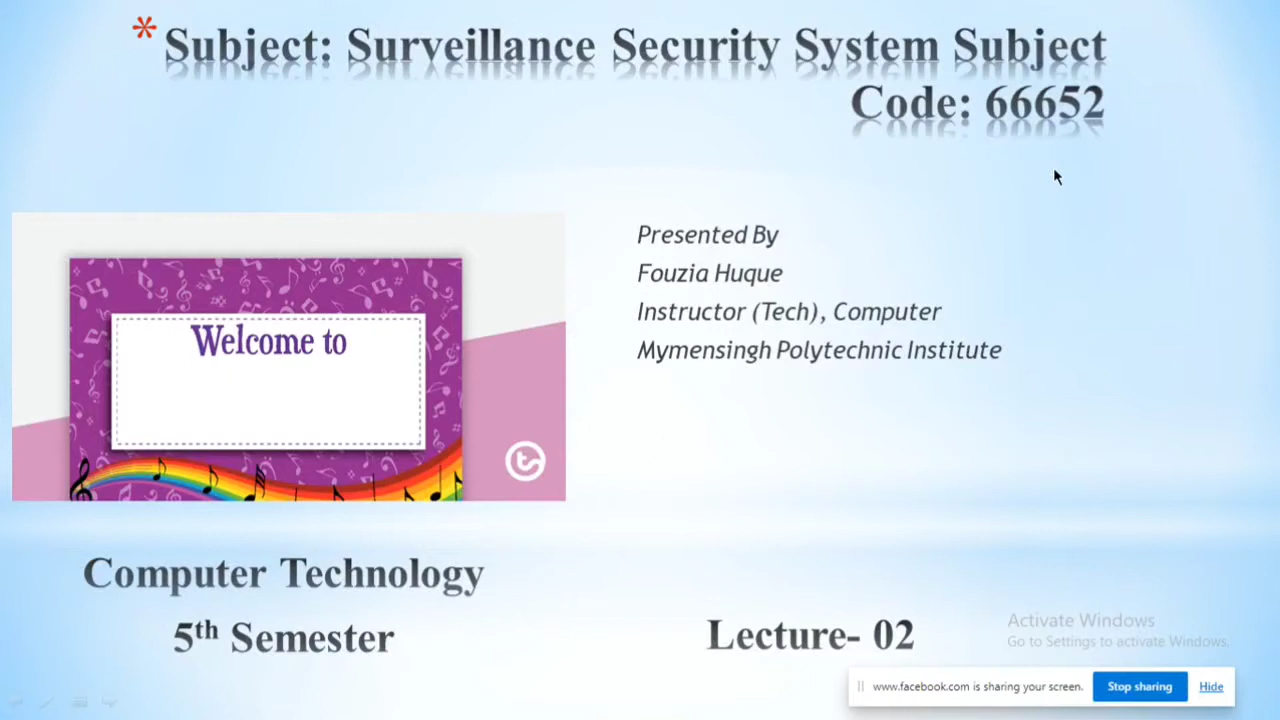 * Subject: Surveillance Security System Subject
Code: 66652
Welcome to
Presented By
Fouzia Huque
Instructor (Tech), Computer
Mymensingh Polytechnic Institute
Computer Technology
5th Semester
Lecture- 02
Activate Windows
Go to Settings to activate Windows.
www.facebook.com is sharing your screen.
Stop sharing
Hide